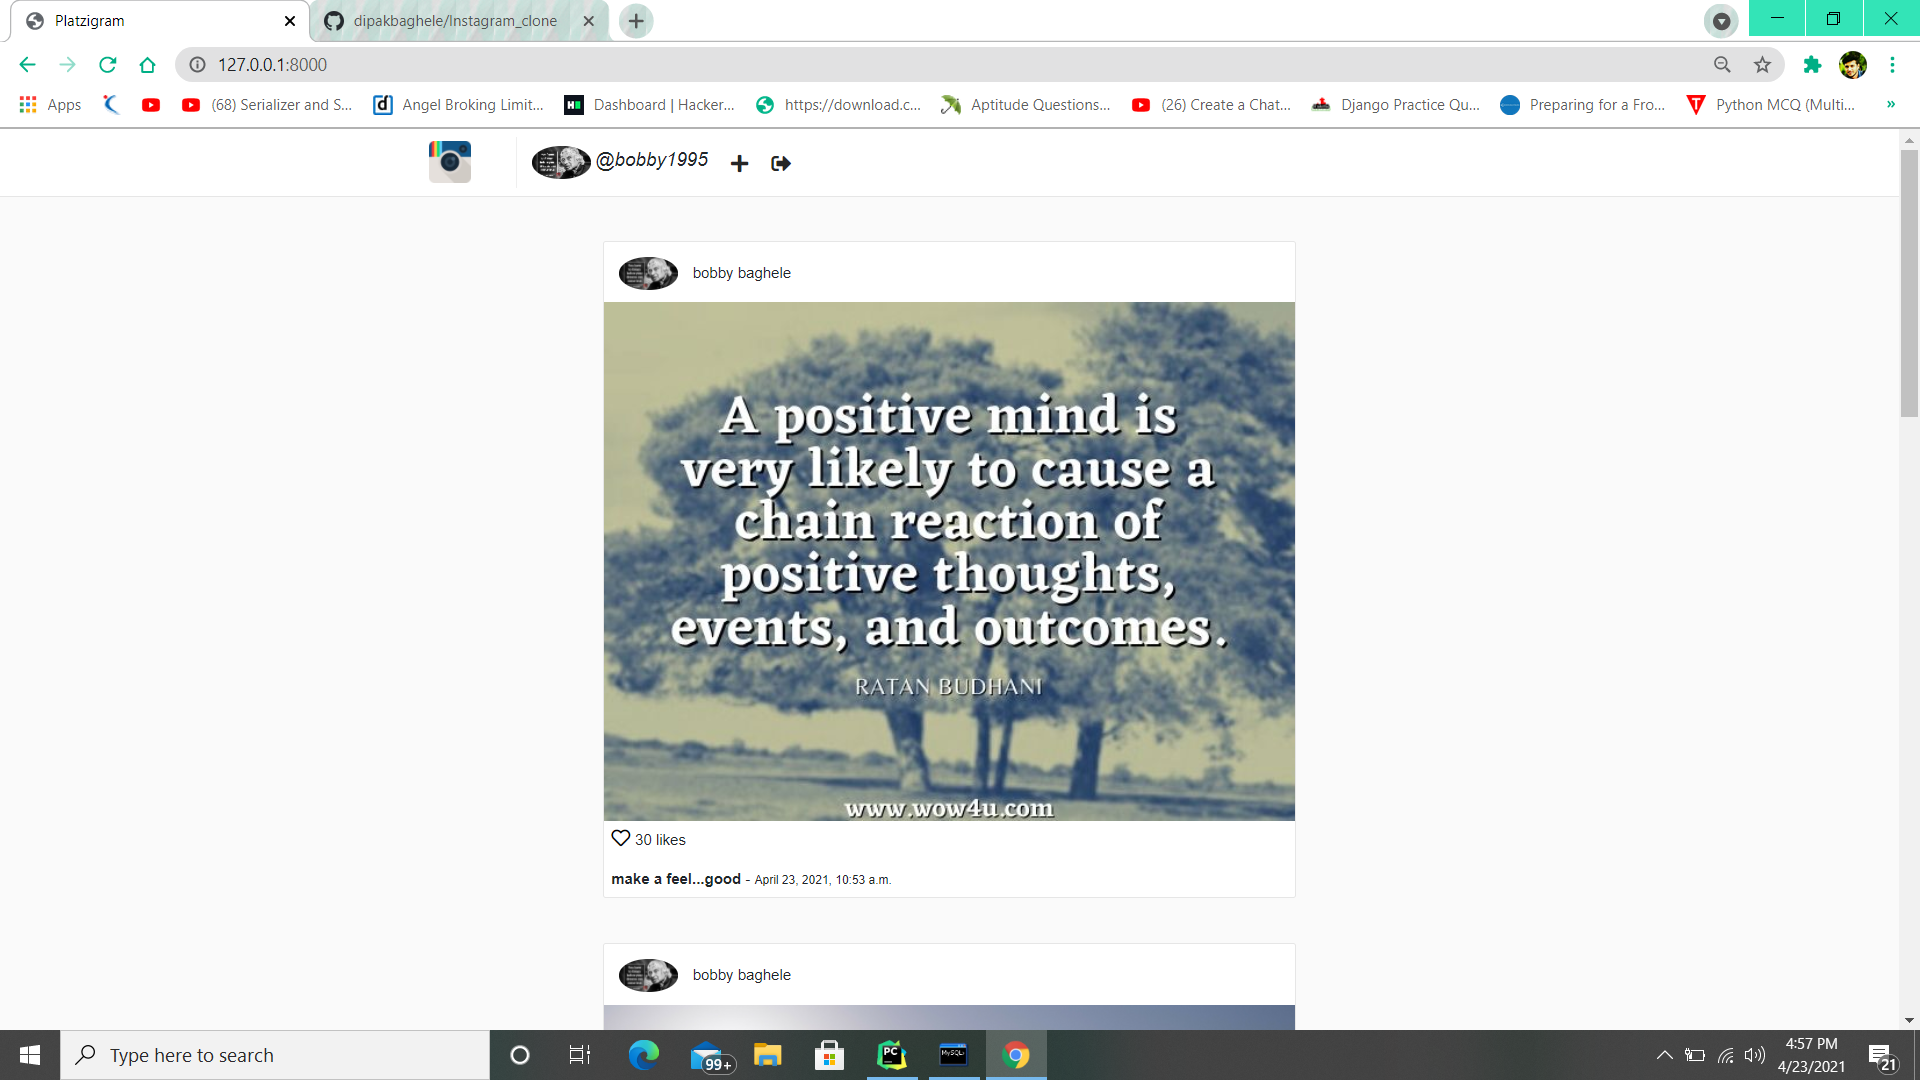 Platzigram
dipakbaghele/Instagram_clone
127.0.0.1:8000
Apps
(68) Serializer and S...
Angel Broking Limit...
Dashboard | Hacker...
https://download.c...
Aptitude Questions...
(26) Create a Chat...
Django Practice Qu...
Preparing for a Fro...
Python MCQ (Multi...
»
@bobby1995
bobby baghele
A positive mind is
very likely to cause a
chain reaction of
positive thoughts,
events, and outcomes.
RATAN BUDHANI
www.wow4u.com
30 likes
make a feel...good - April 23, 2021, 10:53 a.m.
bobby baghele
Type here to search
99+
PC
MySQL
4:57 PM
4/23/2021
21